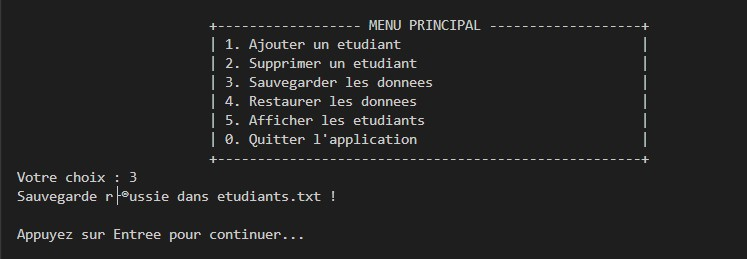 +------------------ MENU PRINCIPAL -------------------+
| 1. Ajouter un etudiant |
| 2. Supprimer un etudiant |
| 3. Sauvegarder les donnees |
| 4. Restaurer les donnees |
| 5. Afficher les etudiants |
| 0. Quitter l'application |
+-----------------------------------------------------+
Votre choix : 3
Sauvegarde r├®ussie dans etudiants.txt !
Appuyez sur Entree pour continuer...